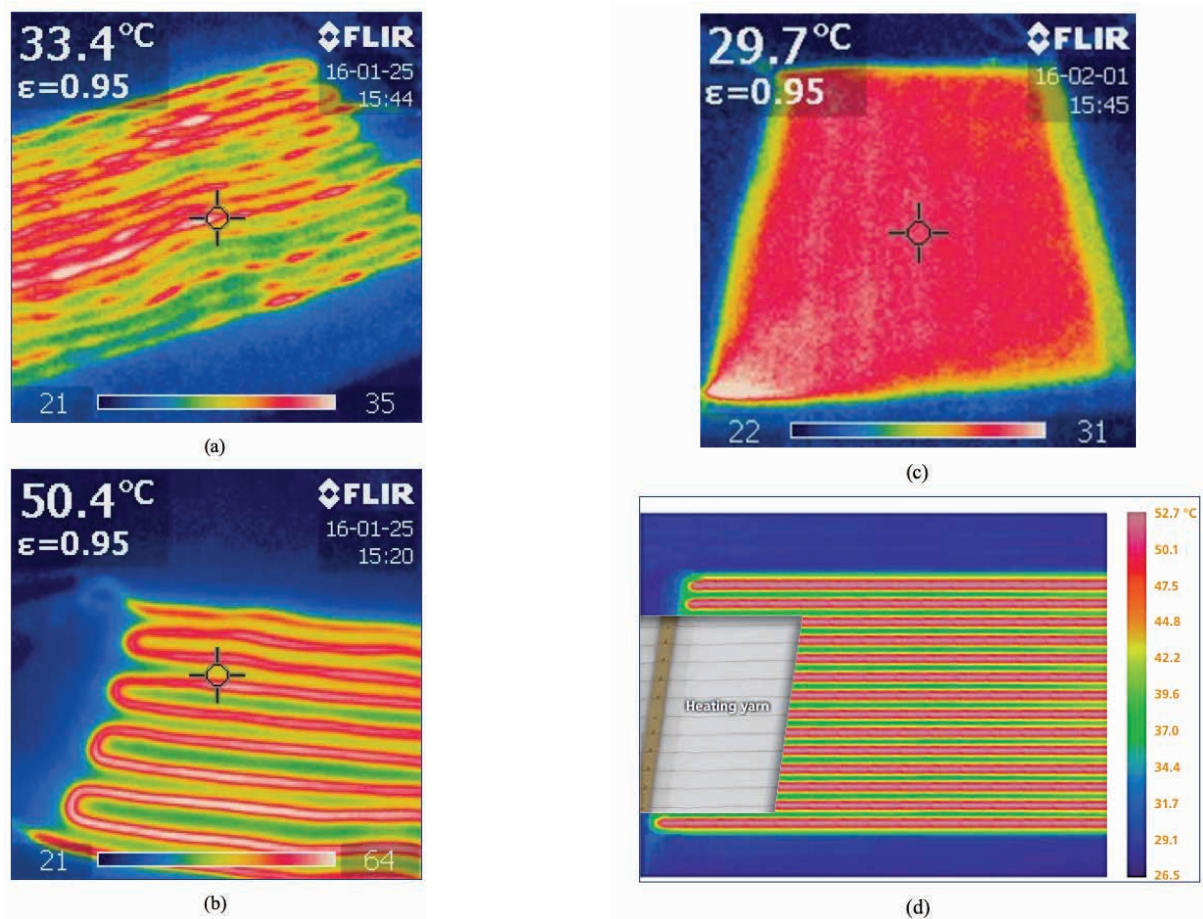 33.4°C
ε=0.95
FLIR
16-01-25
15:44
21
35
(a)
50.4°C
ε=0.95
FLIR
16-01-25
15:20
21
64
(b)
29.7°C
ε=0.95
FLIR
16-02-01
15:45
22
31
(c)
Heating yarn
52.7 °C
50.1
47.5
44.8
42.2
39.6
37.0
34.4
31.7
29.1
26.5
(d)